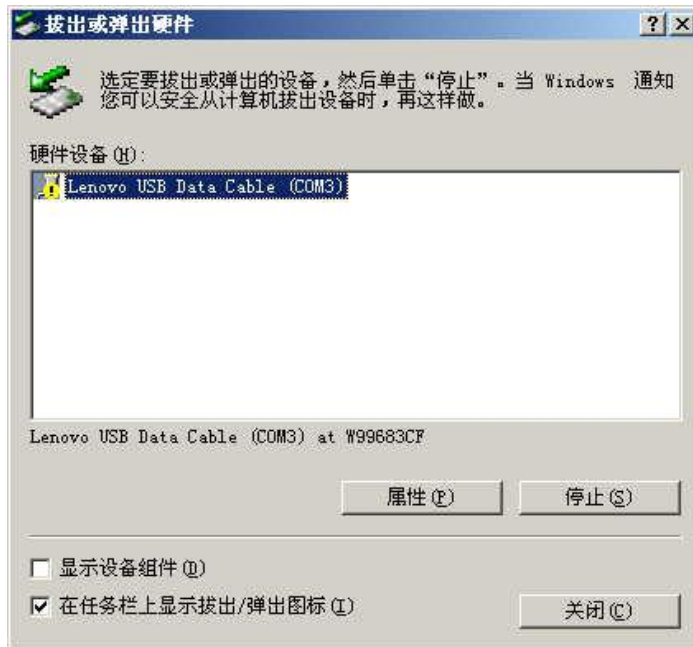 拔出或弹出硬件
选定要拔出或弹出的设备，然后单击“停止”。当 Windows 通知
您可以安全从计算机拔出设备时，再这样做。
硬件设备(H):
Lenovo USB Data Cable (COM3)
Lenovo USB Data Cable (COM3) at W99683CF
属性(P)
停止(S)
显示设备组件(D)
在任务栏上显示拔出/弹出图标(I)
关闭(C)